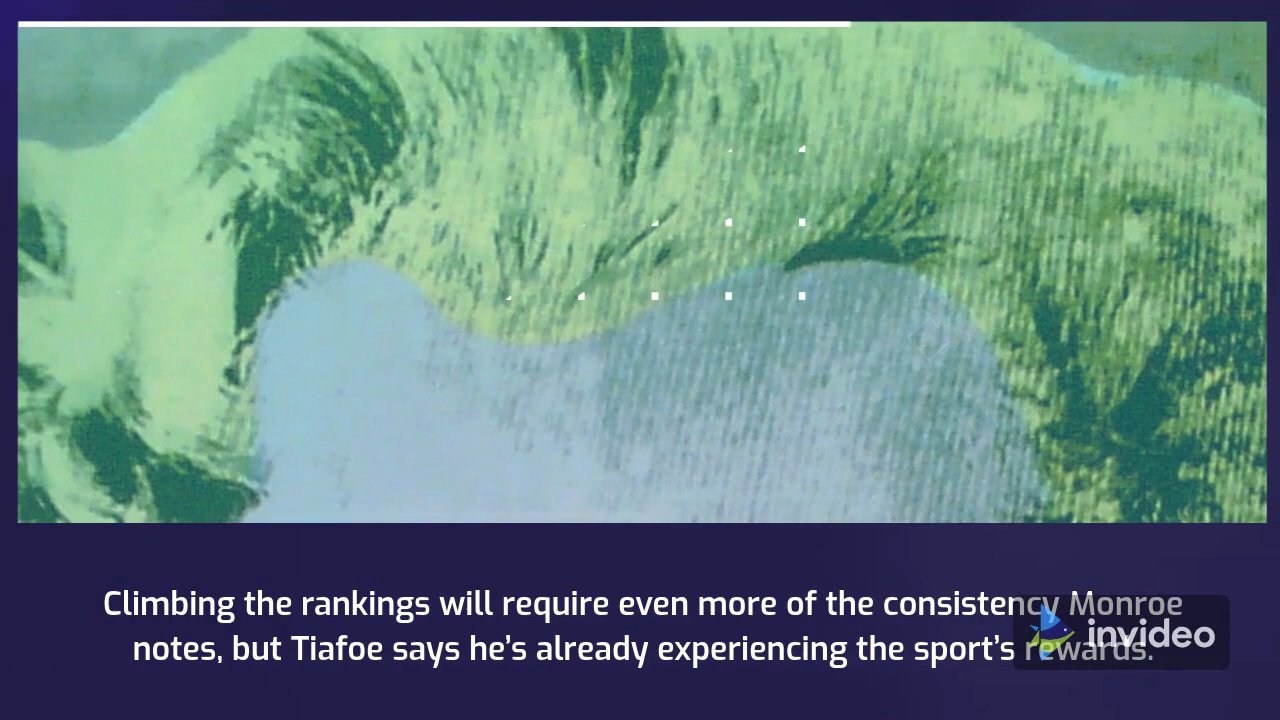 Climbing the rankings will require even more of the consistency Monroe
notes, but Tiafoe says he’s already experiencing the sport’s rewards.
invideo